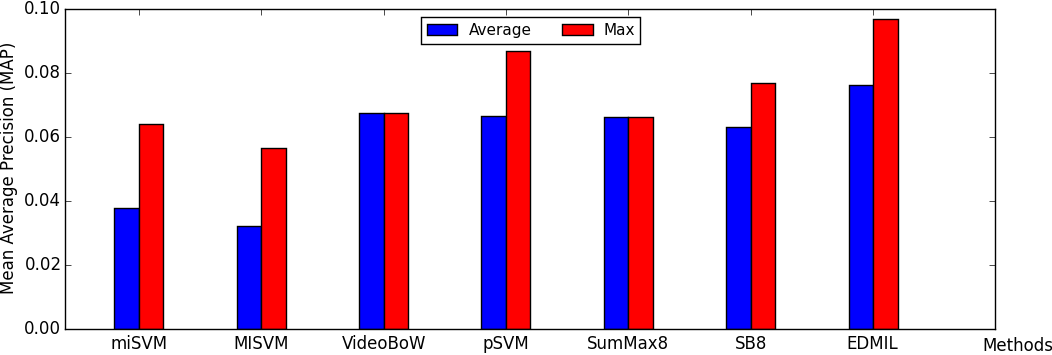 Mean Average Precision (MAP)
0.10
0.08
0.06
0.04
0.02
0.00
Average Max
miSVM MISVM VideoBoW pSVM SumMax8 SB8 EDMIL Methods